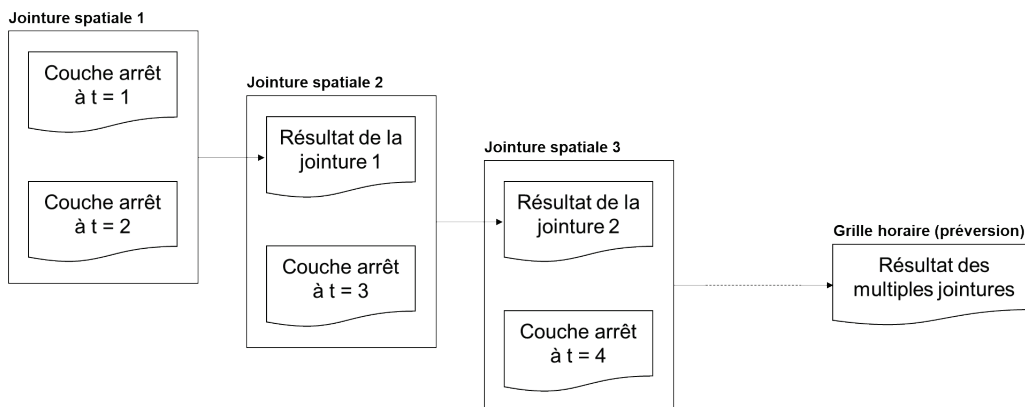 Jointure spatiale 1
Couche arrêt
à t = 1
Couche arrêt
à t = 2
Jointure spatiale 2
Résultat de la
jointure 1
Couche arrêt
à t = 3
Jointure spatiale 3
Résultat de la
jointure 2
Couche arrêt
à t = 4
Grille horaire (préversion)
Résultat des
multiples jointures